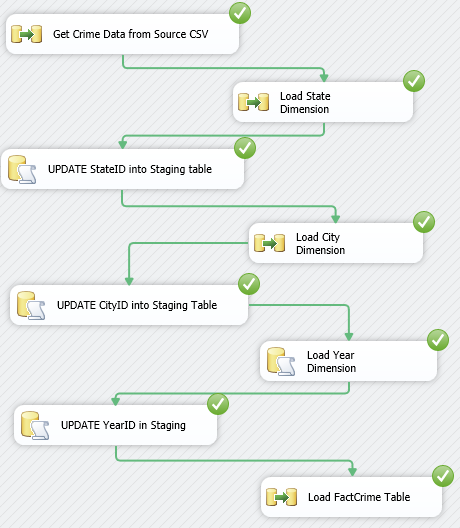 Get Crime Data from Source CSV
Load State
Dimension
UPDATE StateID into Staging table
Load City
Dimension
UPDATE CityID into Staging Table
Load Year
Dimension
UPDATE YearID in Staging
Load FactCrime Table